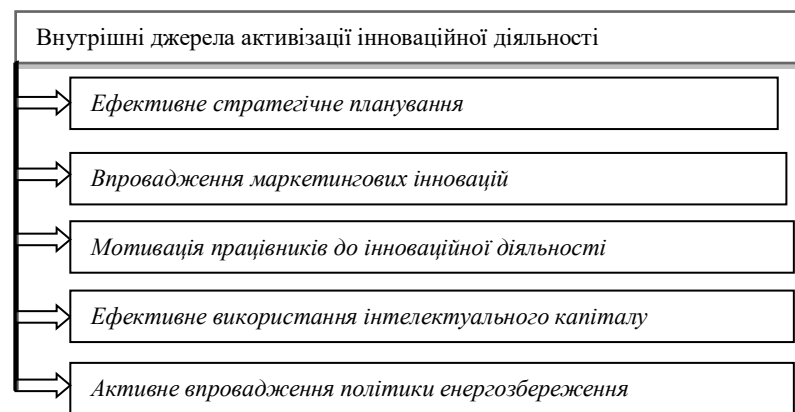 Внутрішні джерела активізації інноваційної діяльності
Ефективне стратегічне планування
Впровадження маркетингових інновацій
Мотивація працівників до інноваційної діяльності
Ефективне використання інтелектуального капіталу
Активне впровадження політики енергозбереження